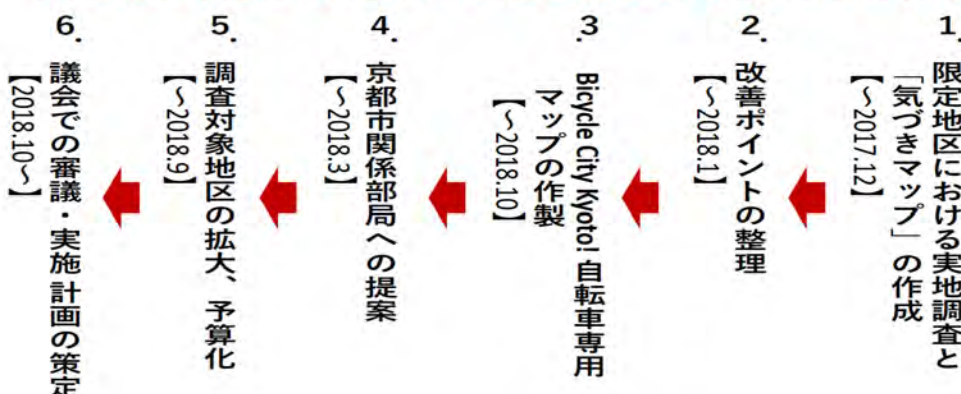 1.
限定地区における実地調査と
「気づきマップ」の作成
【~2017.12】
2.
改善ポイントの整理
【~2018.1】
3.
Bicycle City Kyoto! 自転車専用
マップの作製
【~2018.10】
4.
京都市関係部局への提案
【~2018.3】
5.
調査対象地区の拡大、予算化
【~2018.9】
6.
議会での審議・実施計画の策定
【2018.10~】